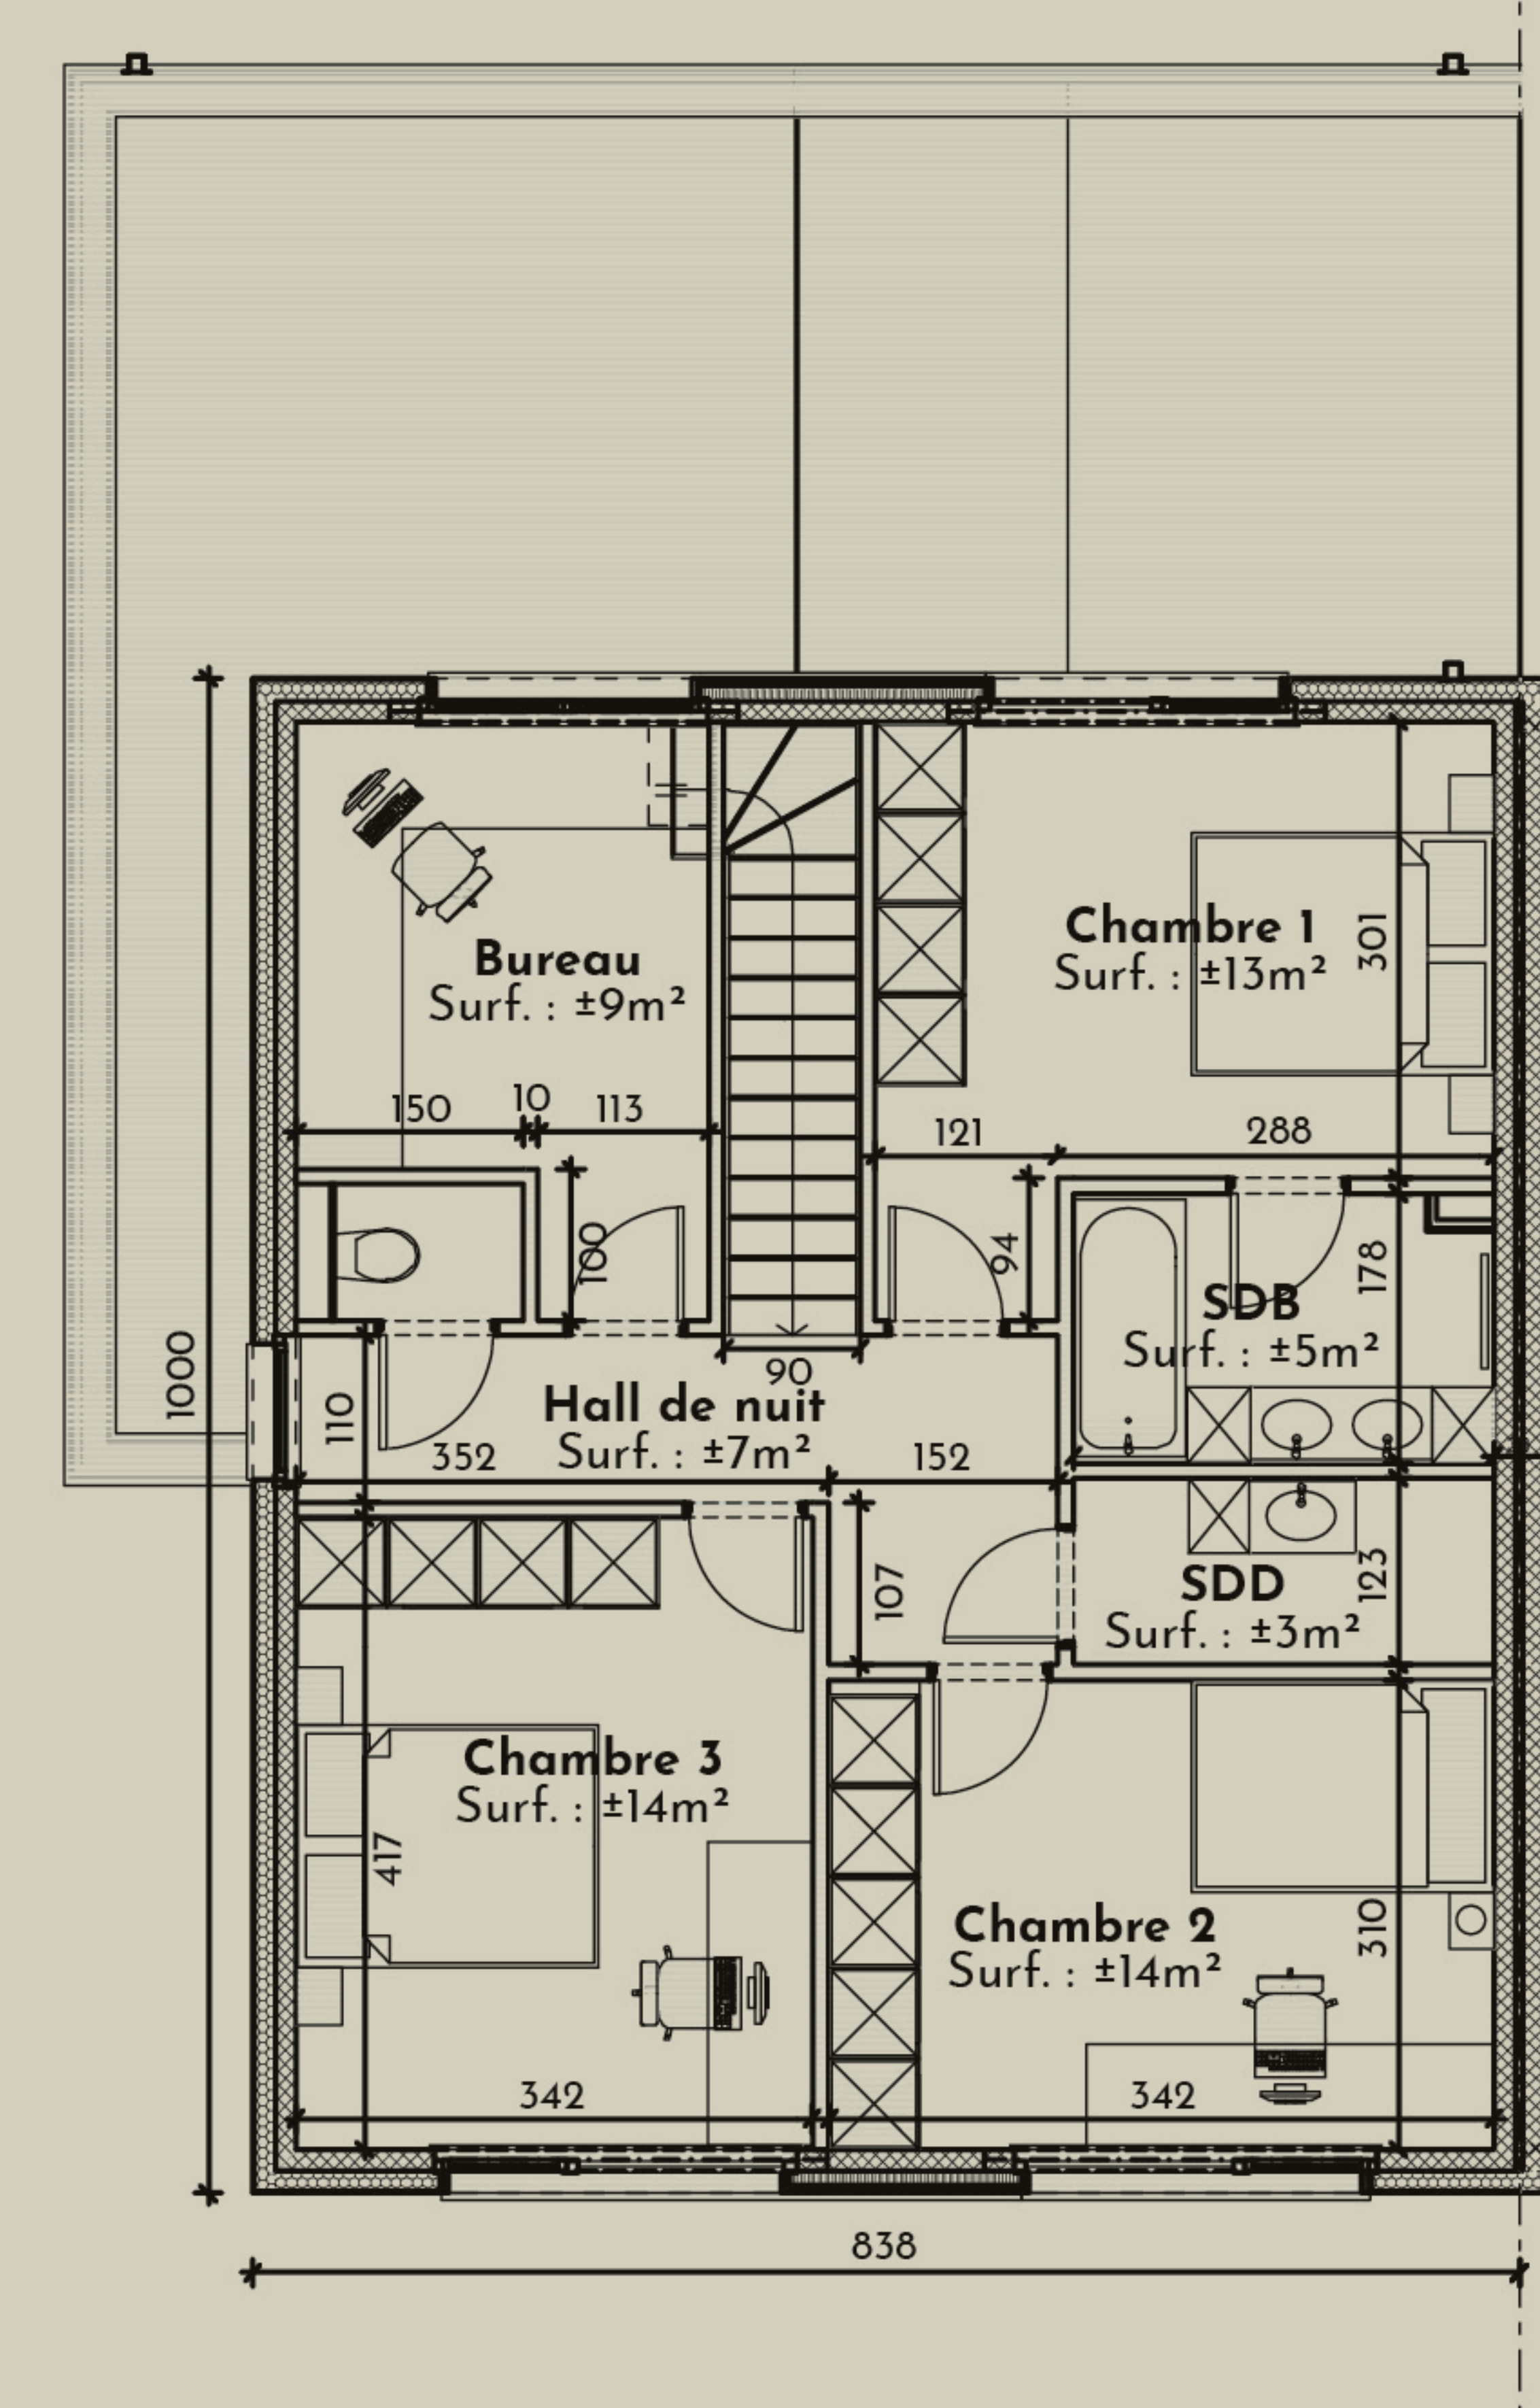 Bureau
Surf. : ±9m²
Chambre 1
Surf. : ±13m²
301
150
10
113
121
288
100
94
178
SDB
Surf. : ±5m²
1000
110
90
Hall de nuit
Surf. : ±7m²
352
152
107
SDD
Surf. : ±3m²
123
Chambre 3
Surf. : ±14m²
417
Chambre 2
Surf. : ±14m²
310
342
342
838